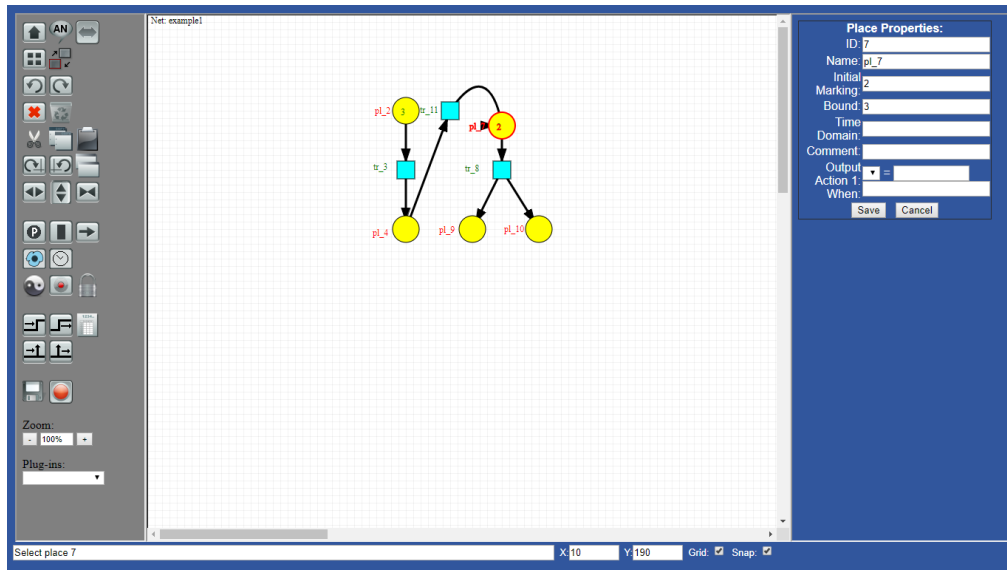 Net: example1
AN
pl_2
3
tr_11
pl_7
2
tr_3
tr_8
pl_4
pl_9
pl_10
P
Zoom:
- 100% +
Plug-ins:
Place Properties:
ID: 7
Name: pl_7
Initial
Marking: 2
Bound: 3
Time
Domain:
Comment:
Output
Action 1: =
When:
Save Cancel
Select place 7
X: 10 Y: 190 Grid: Snap: